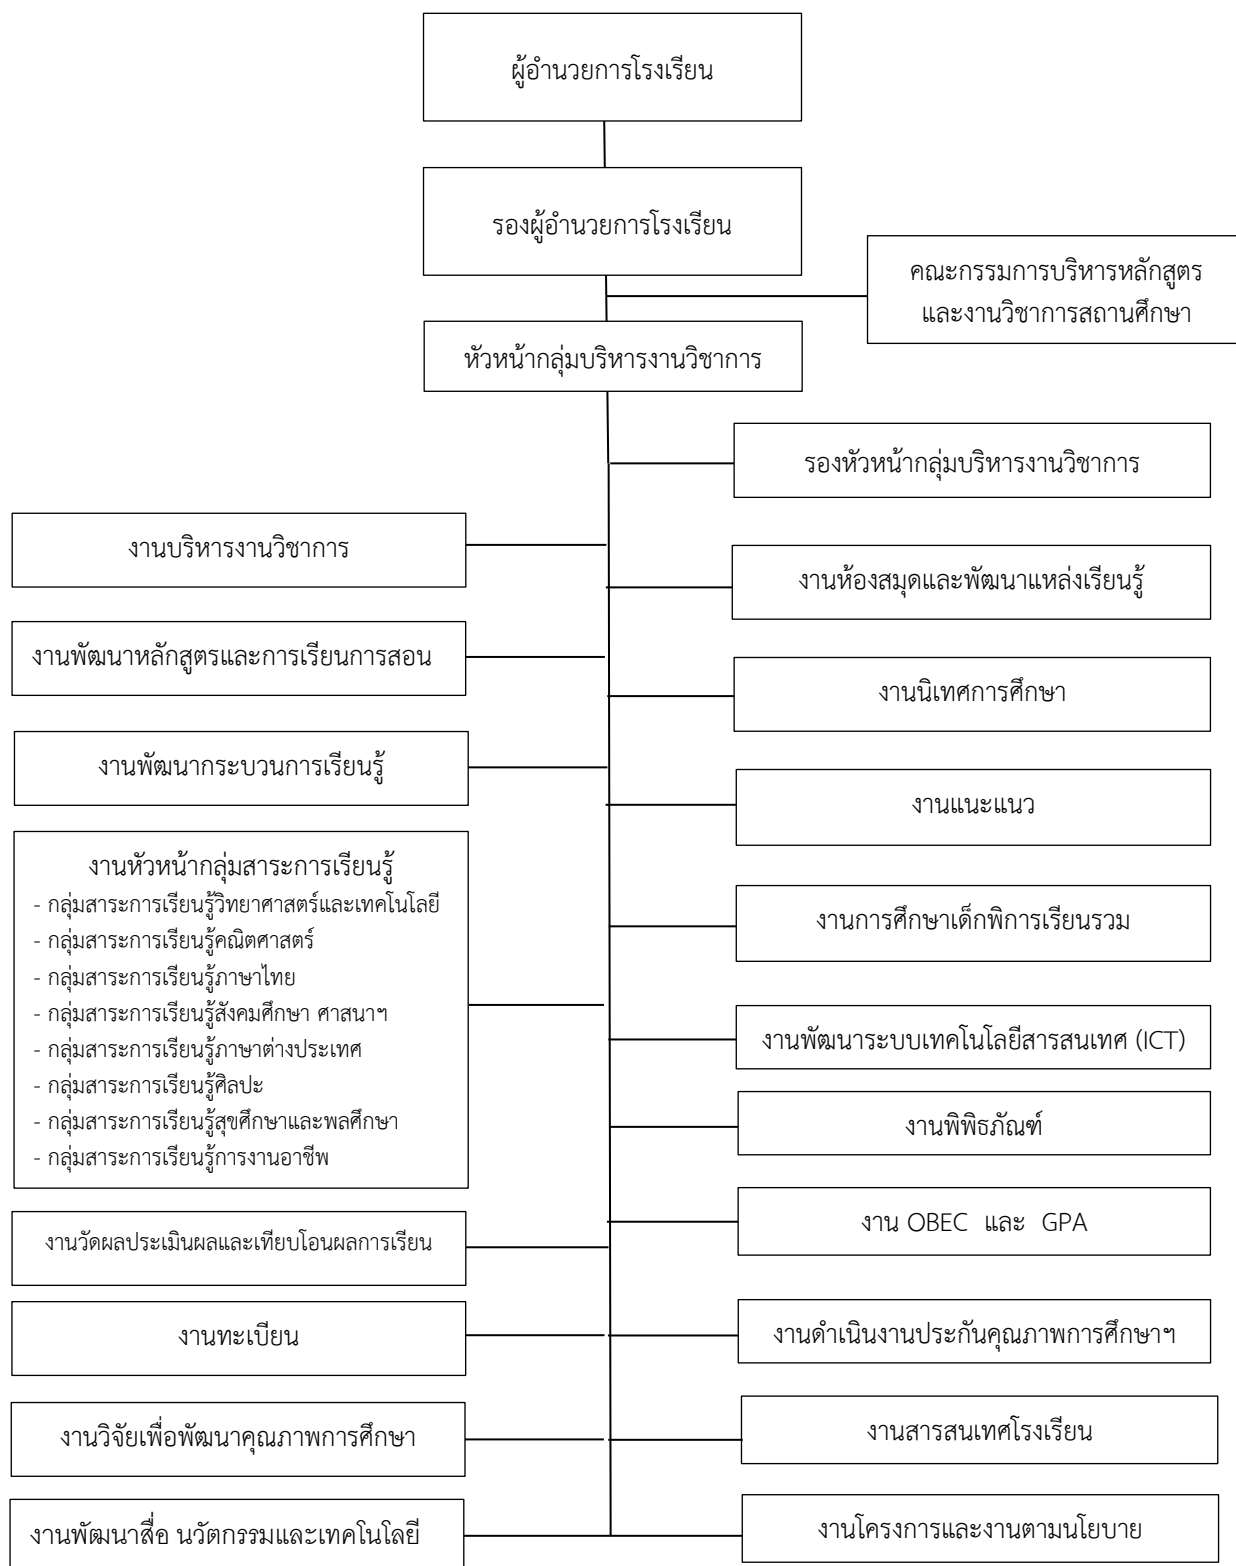 ผู้อำนวยการโรงเรียน
รองผู้อำนวยการโรงเรียน
คณะกรรมการบริหารหลักสูตร
และงานวิชาการสถานศึกษา
หัวหน้ากลุ่มบริหารงานวิชาการ
รองหัวหน้ากลุ่มบริหารงานวิชาการ
งานบริหารงานวิชาการ
งานห้องสมุดและพัฒนาแหล่งเรียนรู้
งานพัฒนาหลักสูตรและการเรียนการสอน
งานนิเทศการศึกษา
งานพัฒนากระบวนการเรียนรู้
งานแนะแนว
งานหัวหน้ากลุ่มสาระการเรียนรู้
- กลุ่มสาระการเรียนรู้วิทยาศาสตร์และเทคโนโลยี
- กลุ่มสาระการเรียนรู้คณิตศาสตร์
- กลุ่มสาระการเรียนรู้ภาษาไทย
- กลุ่มสาระการเรียนรู้สังคมศึกษา ศาสนาฯ
- กลุ่มสาระการเรียนรู้ภาษาต่างประเทศ
- กลุ่มสาระการเรียนรู้ศิลปะ
- กลุ่มสาระการเรียนรู้สุขศึกษาและพลศึกษา
- กลุ่มสาระการเรียนรู้การงานอาชีพ
งานการศึกษาเด็กพิการเรียนรวม
งานพัฒนาระบบเทคโนโลยีสารสนเทศ (ICT)
งานพิพิธภัณฑ์
งาน OBEC และ GPA
งานวัดผลประเมินผลและเทียบโอนผลการเรียน
งานทะเบียน
งานดำเนินงานประกันคุณภาพการศึกษาฯ
งานวิจัยเพื่อพัฒนาคุณภาพการศึกษา
งานสารสนเทศโรงเรียน
งานพัฒนาสื่อ นวัตกรรมและเทคโนโลยี
งานโครงการและงานตามนโยบาย